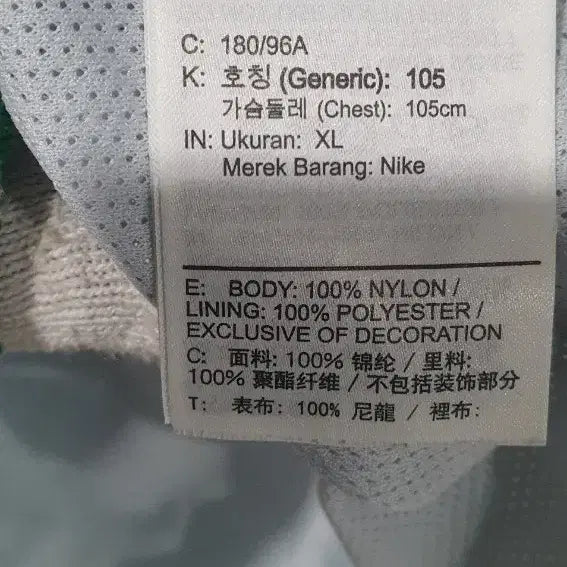 C: 180/96A
K: 호칭 (Generic): 105
가슴둘레 (Chest): 105cm
IN: Ukuran: XL
Merek Barang: Nike
E: BODY: 100% NYLON /
LINING: 100% POLYESTER /
EXCLUSIVE OF DECORATION
C: 面料: 100% 锦纶 / 里料:
100% 聚酯纤维 / 不包括装饰部分
T: 表布: 100% 尼龍 / 裡布: